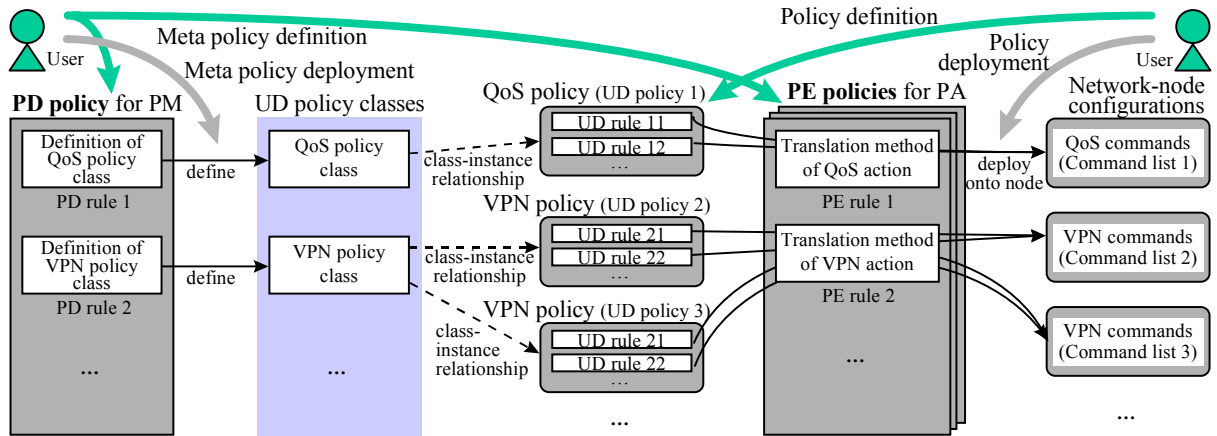 User
Meta policy definition
Meta policy deployment
Policy definition
Policy
deployment
User
PD policy for PM
Definition of
QoS policy
class
PD rule 1
Definition of
VPN policy
class
PD rule 2
...
define
define
UD policy classes
QoS policy
class
VPN policy
class
...
class-instance
relationship
class-instance
relationship
class-
instance
relationship
QoS policy (UD policy 1)
UD rule 11
UD rule 12
...
VPN policy (UD policy 2)
UD rule 21
UD rule 22
...
VPN policy (UD policy 3)
UD rule 21
UD rule 22
...
...
PE policies for PA
Translation method
of QoS action
PE rule 1
Translation method
of VPN action
PE rule 2
...
deploy
onto node
Network-node
configurations
QoS commands
(Command list 1)
VPN commands
(Command list 2)
VPN commands
(Command list 3)
...